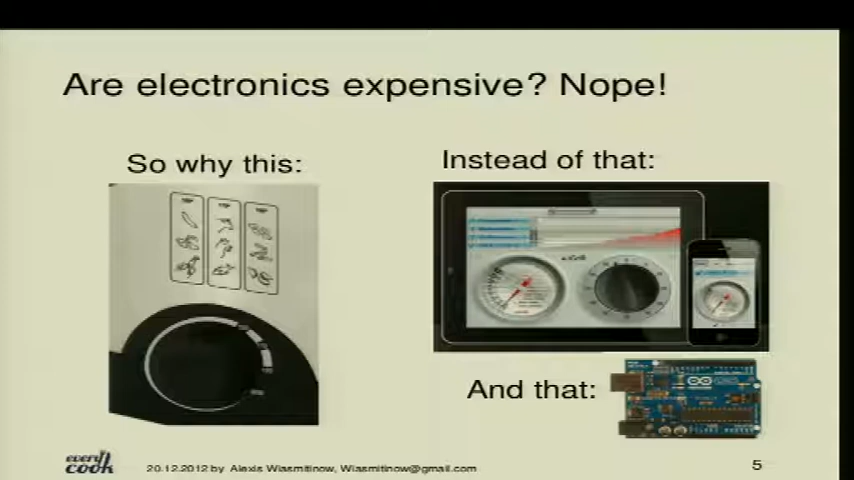 Are electronics expensive? Nope!
So why this:
Instead of that:
And that:
every
cook
20.12.2012 by Alexis Wiasmitinow, Wiasmitinow@gmail.com
5